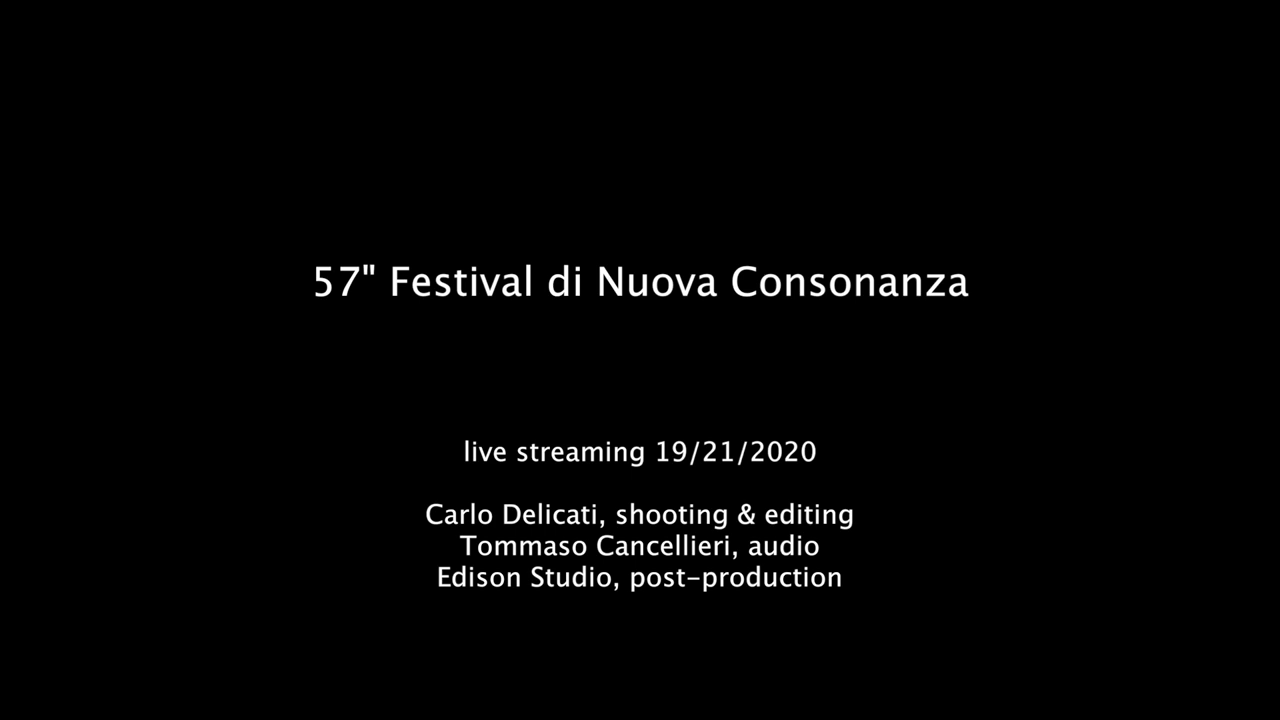 57" Festival di Nuova Consonanza
live streaming 19/21/2020
Carlo Delicati, shooting & editing
Tommaso Cancellieri, audio
Edison Studio, post-production